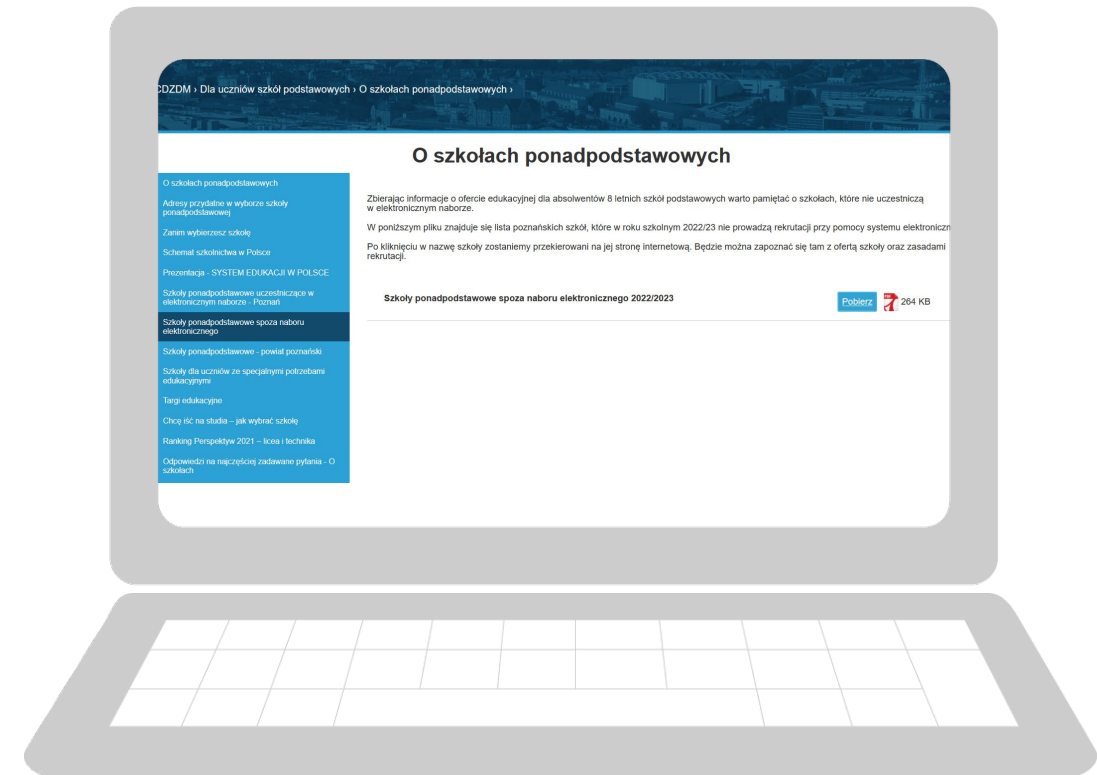 CDZDM › Dla uczniów szkół podstawowych › O szkołach ponadpodstawowych ›
O szkołach ponadpodstawowych
O szkołach ponadpodstawowych
Adresy przydatne w wyborze szkoły
ponadpodstawowej
Zanim wybierzesz szkołę
Schemat szkolnictwa w Polsce
Prezentacja - SYSTEM EDUKACJI W POLSCE
Szkoły ponadpodstawowe uczestniczące w
elektronicznym naborze - Poznań
Szkoły ponadpodstawowe spoza naboru
elektronicznego
Szkoły ponadpodstawowe - powiat poznański
Szkoły dla uczniów ze specjalnymi potrzebami
edukacyjnymi
Targi edukacyjne
Chcę iść na studia – jak wybrać szkołę
Ranking Perspektyw 2021 – licea i technika
Odpowiedzi na najczęściej zadawane pytania - O
szkołach
Zbierając informacje o ofercie edukacyjnej dla absolwentów 8 letnich szkół podstawowych warto pamiętać o szkołach, które nie uczestniczą
w elektronicznym naborze.
W poniższym pliku znajduje się lista poznańskich szkół, które w roku szkolnym 2022/23 nie prowadzą rekrutacji przy pomocy systemu elektroniczn
Po kliknięciu w nazwę szkoły zostaniemy przekierowani na jej stronę internetową. Będzie można zapoznać się tam z ofertą szkoły oraz zasadami
rekrutacji.
Szkoły ponadpodstawowe spoza naboru elektronicznego 2022/2023
Pobierz
264 KB